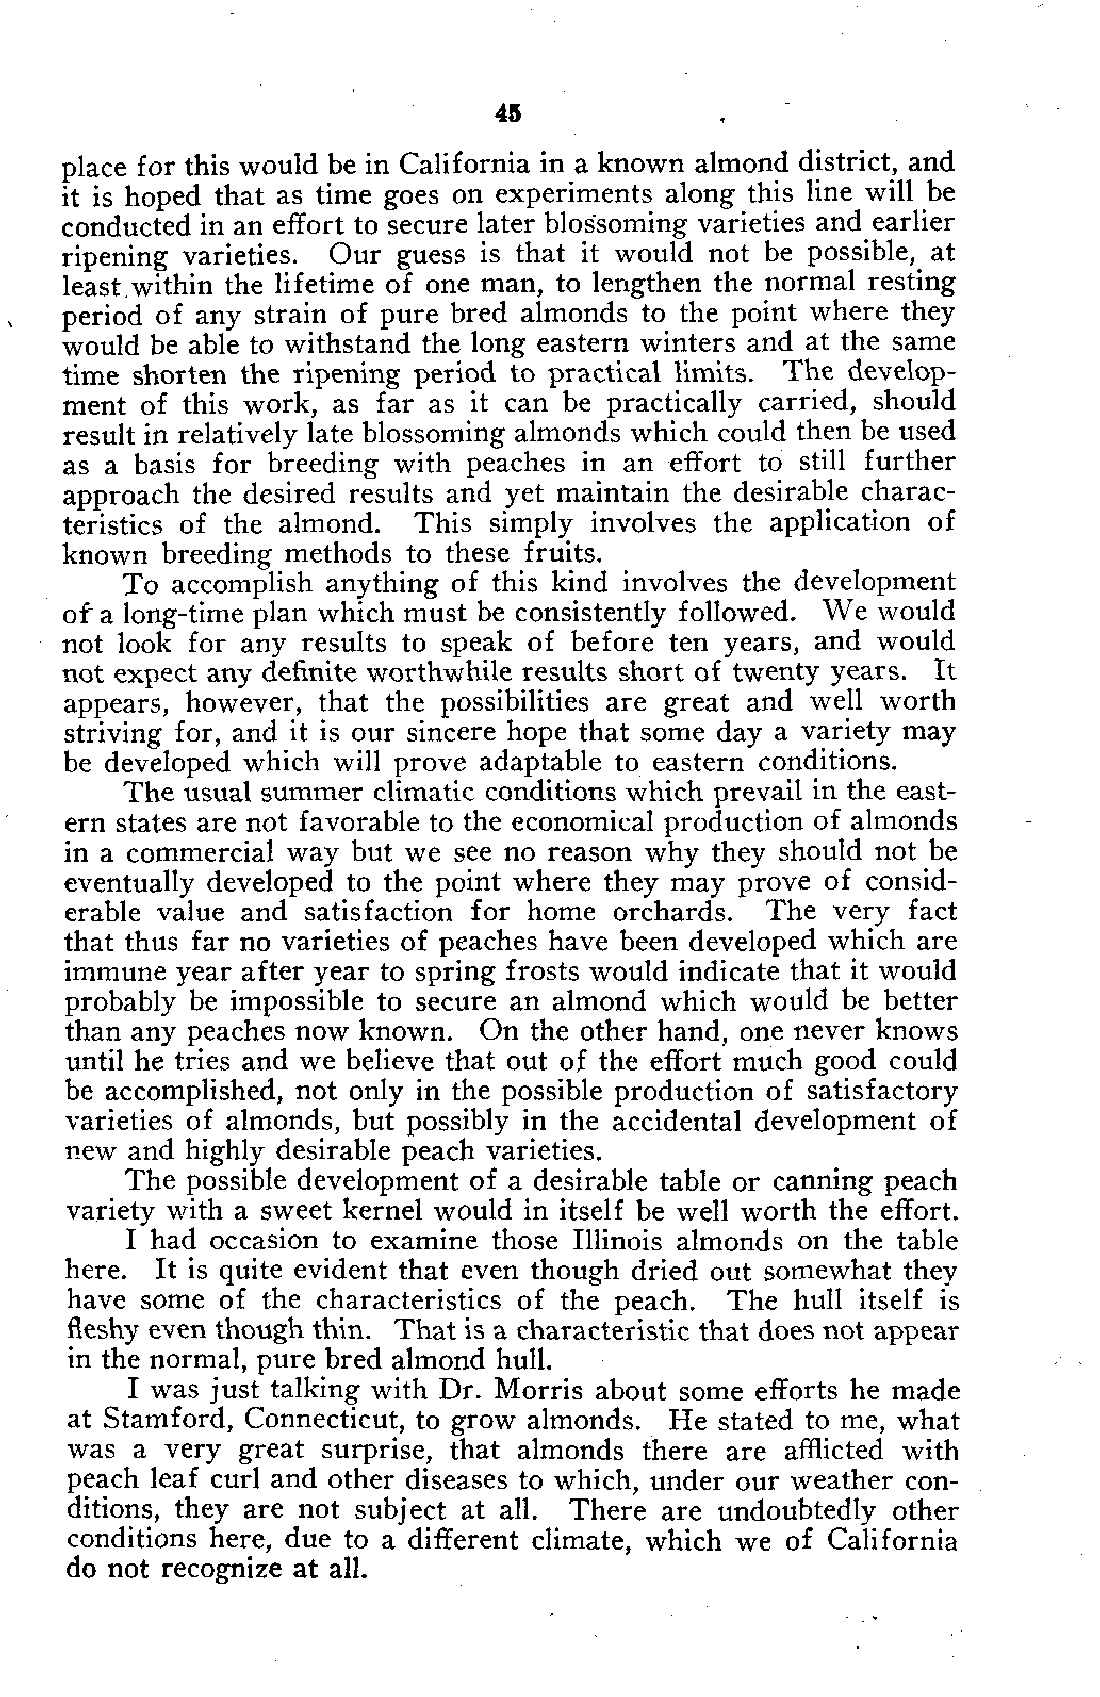 45
place for this would be in California in a known almond district, and
it is hoped that as time goes on experiments along this line will be
conducted in an effort to secure later blossoming varieties and earlier
ripening varieties. Our guess is that it would not be possible, at
least within the lifetime of one man, to lengthen the normal resting
period of any strain of pure bred almonds to the point where they
would be able to withstand the long eastern winters and at the same
time shorten the ripening period to practical limits. The develop-
ment of this work, as far as it can be practically carried, should
result in relatively late blossoming almonds which could then be used
as a basis for breeding with peaches in an effort to still further
approach the desired results and yet maintain the desirable charac-
teristics of the almond. This simply involves the application of
known breeding methods to these fruits.
To accomplish anything of this kind involves the development
of a long-time plan which must be consistently followed. We would
not look for any results to speak of before ten years, and would
not expect any definite worthwhile results short of twenty years. It
appears, however, that the possibilities are great and well worth
striving for, and it is our sincere hope that some day a variety may
be developed which will prove adaptable to eastern conditions.
The usual summer climatic conditions which prevail in the east-
ern states are not favorable to the economical production of almonds
in a commercial way but we see no reason why they should not be
eventually developed to the point where they may prove of consid-
erable value and satisfaction for home orchards. The very fact
that thus far no varieties of peaches have been developed which are
immune year after year to spring frosts would indicate that it would
probably be impossible to secure an almond which would be better
than any peaches now known. On the other hand, one never knows
until he tries and we believe that out of the effort much good could
be accomplished, not only in the possible production of satisfactory
varieties of almonds, but possibly in the accidental development of
new and highly desirable peach varieties.
The possible development of a desirable table or canning peach
variety with a sweet kernel would in itself be well worth the effort.
I had occasion to examine those Illinois almonds on the table
here. It is quite evident that even though dried out somewhat they
have some of the characteristics of the peach. The hull itself is
fleshy even though thin. That is a characteristic that does not appear
in the normal, pure bred almond hull.
I was just talking with Dr. Morris about some efforts he made
at Stamford, Connecticut, to grow almonds. He stated to me, what
was a very great surprise, that almonds there are afflicted with
peach leaf curl and other diseases to which, under our weather con-
ditions, they are not subject at all. There are undoubtedly other
conditions here, due to a different climate, which we of California
do not recognize at all.